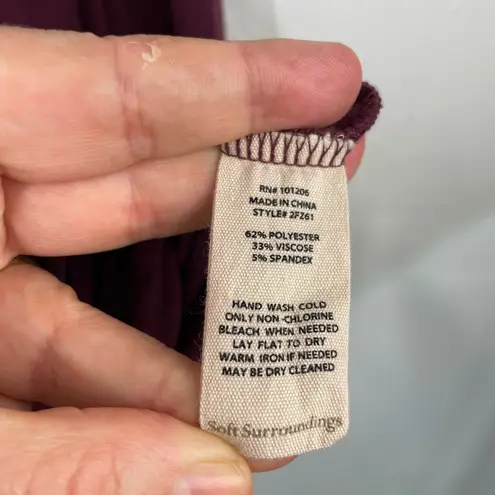 RN# 101206
MADE IN CHINA
STYLE# 2FZ61
62% POLYESTER
33% VISCOSE
5% SPANDEX
HAND WASH COLD
ONLY NON-CHLORINE
BLEACH WHEN NEEDED
LAY FLAT TO DRY
WARM IRON IF NEEDED
MAY BE DRY CLEANED
Soft Surroundings